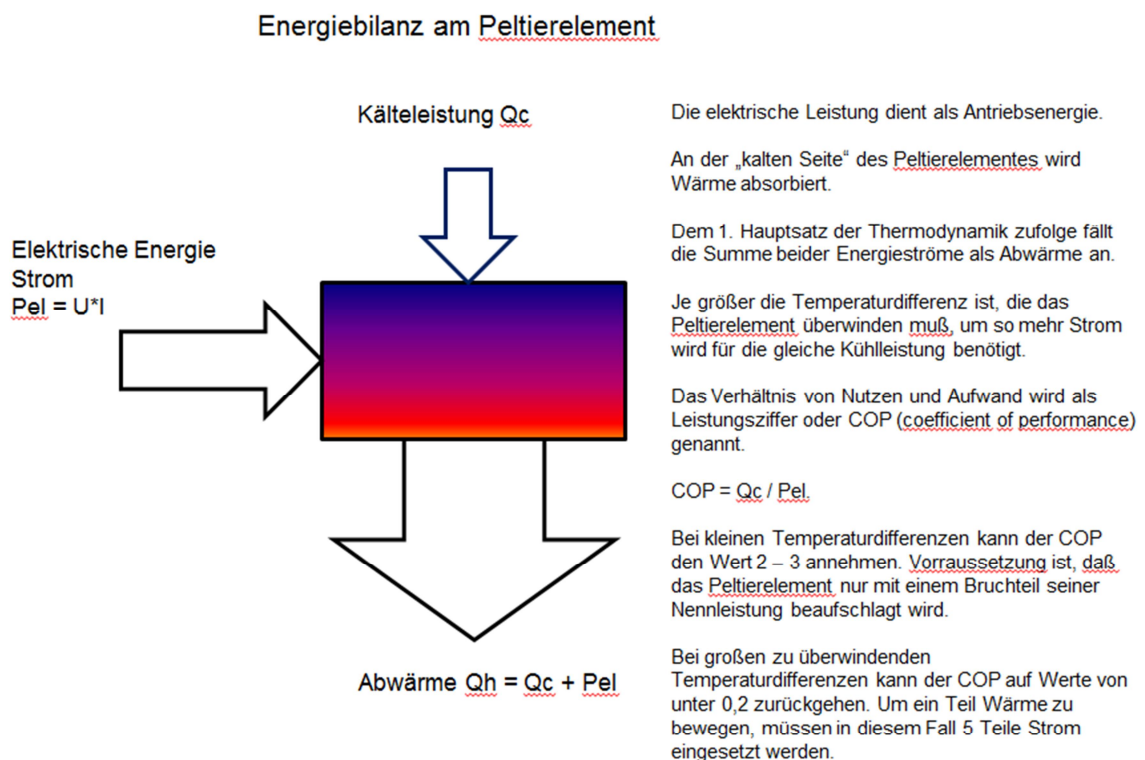 Energiebilanz am Peltierelement
Kälteleistung Qc
Elektrische Energie
Strom
Pel = U*I
Abwärme Qh = Qc + Pel
Die elektrische Leistung dient als Antriebsenergie.
An der „kalten Seite“ des Peltierelementes wird
Wärme absorbiert.
Dem 1. Hauptsatz der Thermodynamik zufolge fällt
die Summe beider Energieströme als Abwärme an.
Je größer die Temperaturdifferenz ist, die das
Peltierelement überwinden muß, um so mehr Strom
wird für die gleiche Kühlleistung benötigt.
Das Verhältnis von Nutzen und Aufwand wird als
Leistungsziffer oder COP (coefficient of performance)
genannt.
COP = Qc / Pel.
Bei kleinen Temperaturdifferenzen kann der COP
den Wert 2 – 3 annehmen. Vorraussetzung ist, daß
das Peltierelement nur mit einem Bruchteil seiner
Nennleistung beaufschlagt wird.
Bei großen zu überwindenden
Temperaturdifferenzen kann der COP auf Werte von
unter 0,2 zurückgehen. Um ein Teil Wärme zu
bewegen, müssen in diesem Fall 5 Teile Strom
eingesetzt werden.